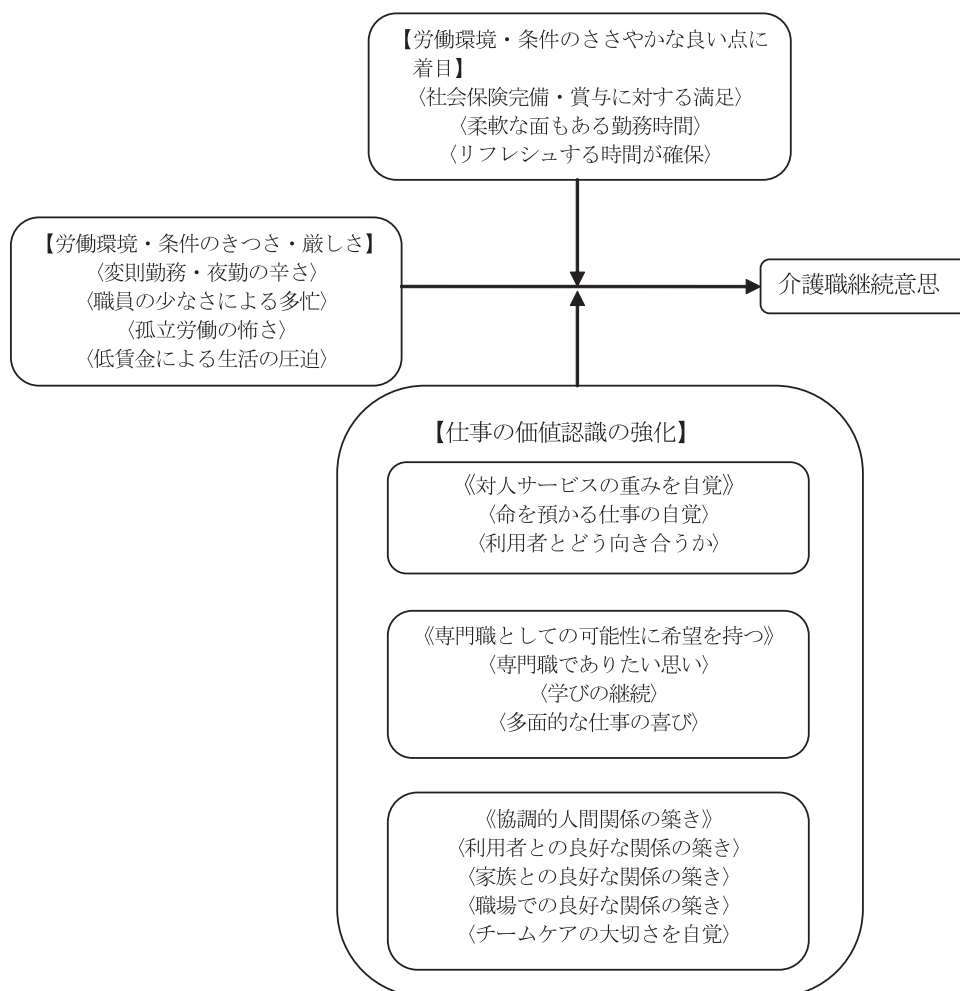 【労働環境・条件のささやかな良い点に
着目】
〈社会保険完備・賞与に対する満足〉
〈柔軟な面もある勤務時間〉
〈リフレシュする時間が確保〉
【労働環境・条件のきつさ・厳しさ】
〈変則勤務・夜勤の辛さ〉
〈職員の少なさによる多忙〉
〈孤立労働の怖さ〉
〈低賃金による生活の圧迫〉
介護職継続意思
【仕事の価値認識の強化】
《対人サービスの重みを自覚》
〈命を預かる仕事の自覚〉
〈利用者とどう向き合うか〉
《専門職としての可能性に希望を持つ》
〈専門職でありたい思い〉
〈学びの継続〉
〈多面的な仕事の喜び〉
《協調的人間関係の築き》
〈利用者との良好な関係の築き〉
〈家族との良好な関係の築き〉
〈職場での良好な関係の築き〉
〈チームケアの大切さを自覚〉